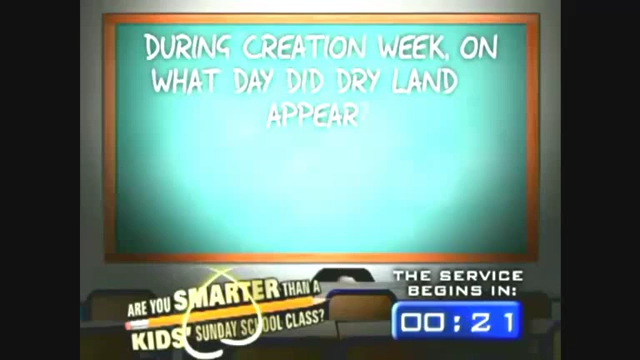 DURING CREATION WEEK, ON
WHAT DAY DID DRY LAND
APPEAR?
ARE YOU SMARTER THAN A
KIDS' SUNDAY SCHOOL CLASS?
THE SERVICE
BEGINS IN:
00:21